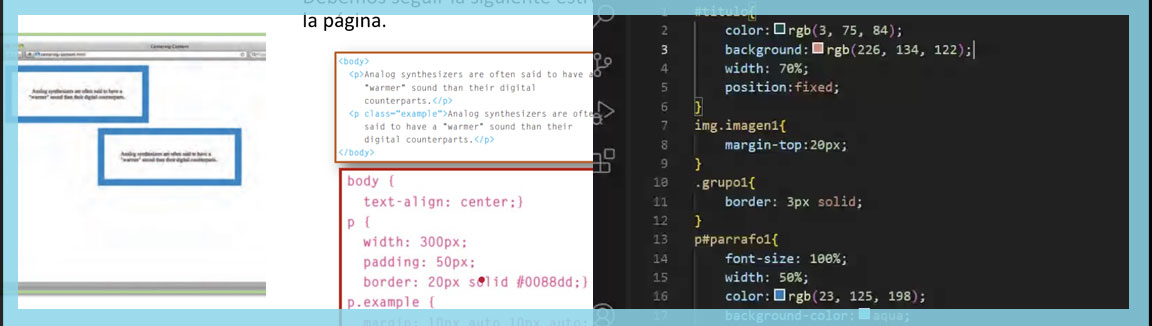 Debemos seguir la siguiente estr
la página.
Centering Content
Analog synthesizers are often said to have a
"warmer" sound than their digital counterparts.
Analog synthesizers are often said to have a
"warmer" sound than their digital counterparts.
<body>
<p>Analog synthesizers are often said to have a
"warmer" sound than their digital
counterparts.</p>
<p class="example">Analog synthesizers are ofte
said to have a "warmer" sound than their
digital counterparts.</p>
</body>
body {
text-align: center;}
p {
width: 300px;
padding: 50px;
border: 20px solid #0088dd;}
p.example {
margin: 10px auto 10px auto;
1 #titulo{
2 color: rgb(3, 75, 84);
3 background: rgb(226, 134, 122);
4 width: 70%;
5 position:fixed;
6 }
7 img.imagen1{
8 margin-top:20px;
9 }
10 .grupo1{
11 border: 3px solid;
12 }
13 p#parrafo1{
14 font-size: 100%;
15 width: 50%;
16 color: rgb(23, 125, 198);
17 background-color: aqua;